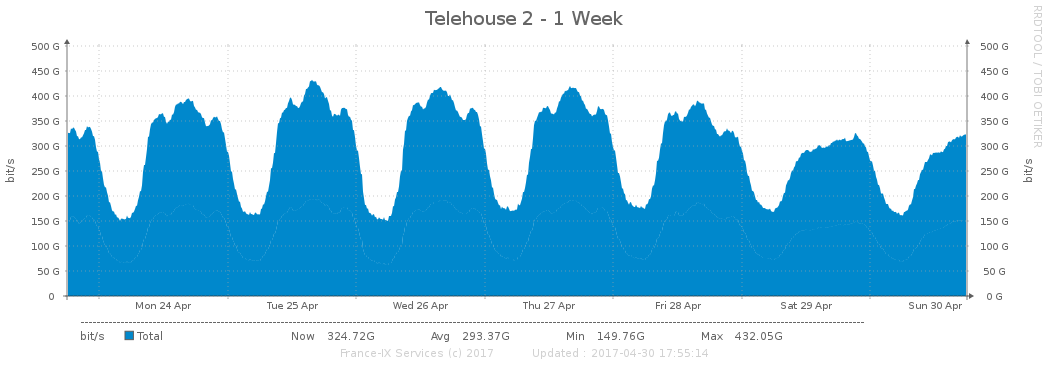 Telehouse 2 - 1 Week
RRDTOOL / TOBI OETIKER
500 G 500 G
450 G 450 G
400 G 400 G
350 G 350 G
300 G 300 G
250 G 250 G
200 G 200 G
150 G 150 G
100 G 100 G
50 G 50 G
0 0 G
bit/s bit/s
Mon 24 Apr Tue 25 Apr Wed 26 Apr Thu 27 Apr Fri 28 Apr Sat 29 Apr Sun 30 Apr
bit/s Total Now 324.72G Avg 293.37G Min 149.76G Max 432.05G
France-IX Services (c) 2017 Updated : 2017-04-30 17:55:14